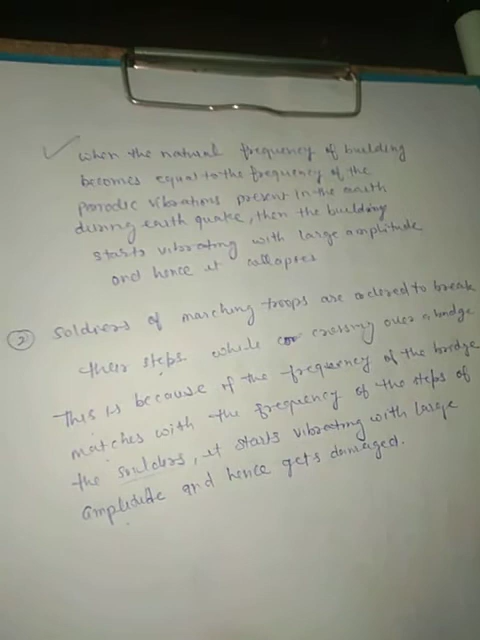 when the natural frequency of building
becomes equal to the frequency of the
Periodic vibrations present in the earth
during earth quake, then the building
starts vibrating with large amplitude
and hence it collapses
(2) Soldiers of marching troops are ordered to break
their steps while crossing over a bridge
This is because if the frequency of the bridge
matches with the frequency of the steps of
the soulders, it starts vibrating with large
amplidude and hence gets damaged.